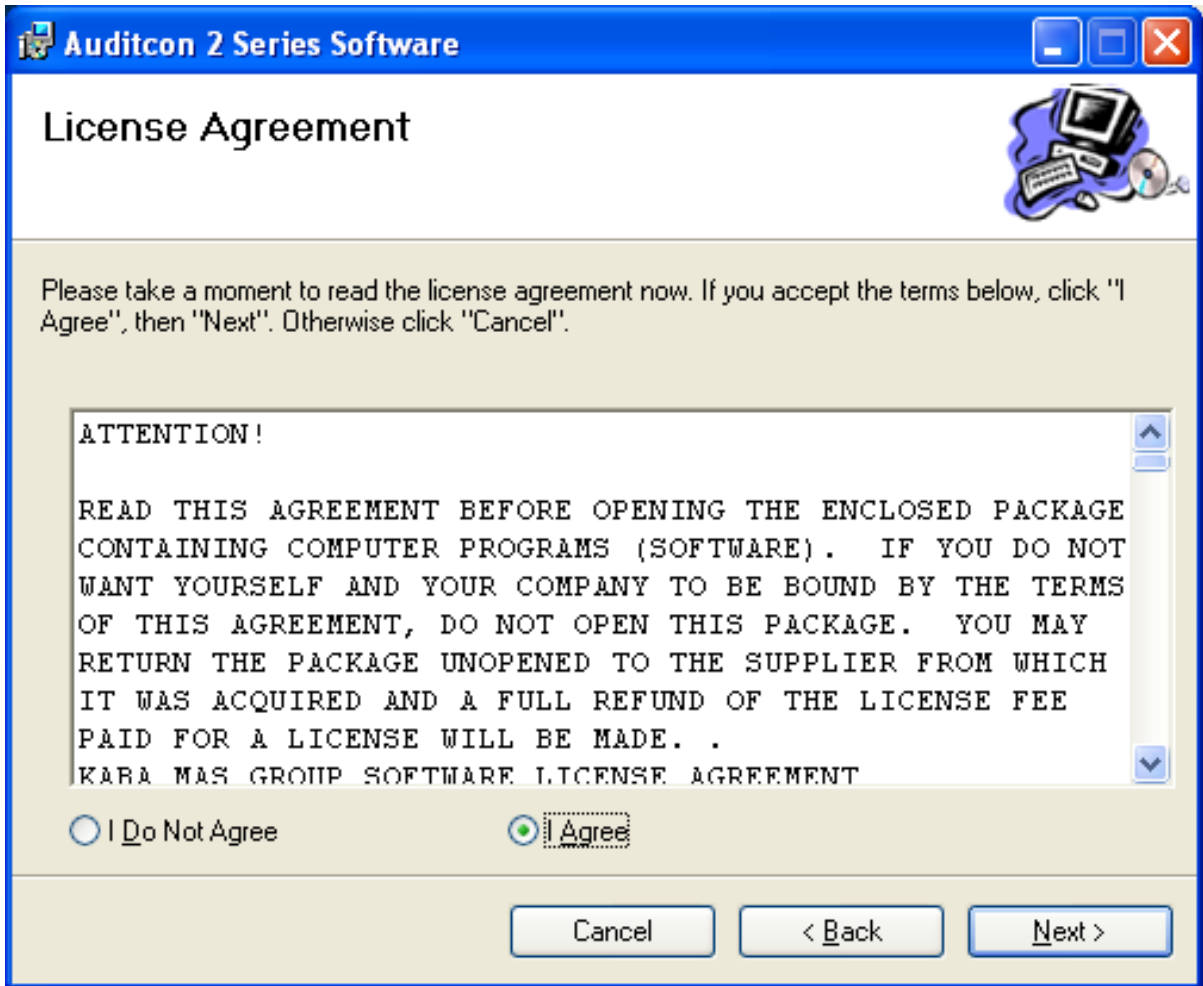 Auditcon 2 Series Software
License Agreement
Please take a moment to read the license agreement now. If you accept the terms below, click "I
Agree", then "Next". Otherwise click "Cancel".
ATTENTION!
READ THIS AGREEMENT BEFORE OPENING THE ENCLOSED PACKAGE
CONTAINING COMPUTER PROGRAMS (SOFTWARE).  IF YOU DO NOT
WANT YOURSELF AND YOUR COMPANY TO BE BOUND BY THE TERMS
OF THIS AGREEMENT, DO NOT OPEN THIS PACKAGE.  YOU MAY
RETURN THE PACKAGE UNOPENED TO THE SUPPLIER FROM WHICH
IT WAS ACQUIRED AND A FULL REFUND OF THE LICENSE FEE
PAID FOR A LICENSE WILL BE MADE. .
KABA MAS GROUP SOFTWARE LICENSE AGREEMENT
I Do Not Agree I Agree
Cancel < Back Next >